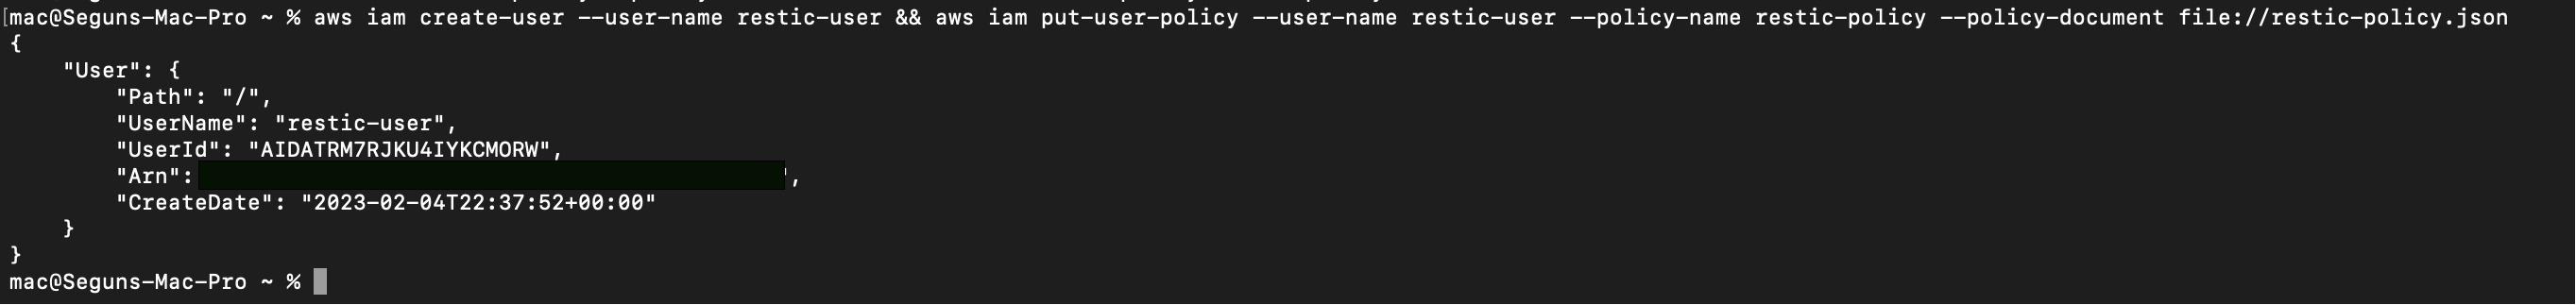 [mac@Seguns-Mac-Pro ~ % aws iam create-user --user-name restic-user && aws iam put-user-policy --user-name restic-user --policy-name restic-policy --policy-document file://restic-policy.json
{
    "User": {
        "Path": "/",
        "UserName": "restic-user",
        "UserId": "AIDATRM7RJKU4IYKCMORW",
        "Arn": ",
        "CreateDate": "2023-02-04T22:37:52+00:00"
    }
}
mac@Seguns-Mac-Pro ~ %